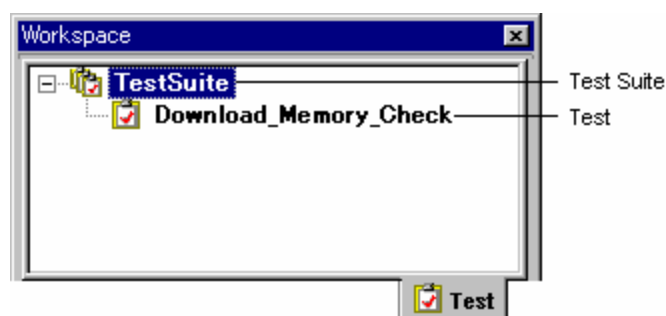 Workspace
TestSuite
Test Suite
Download_Memory_Check
Test
Test